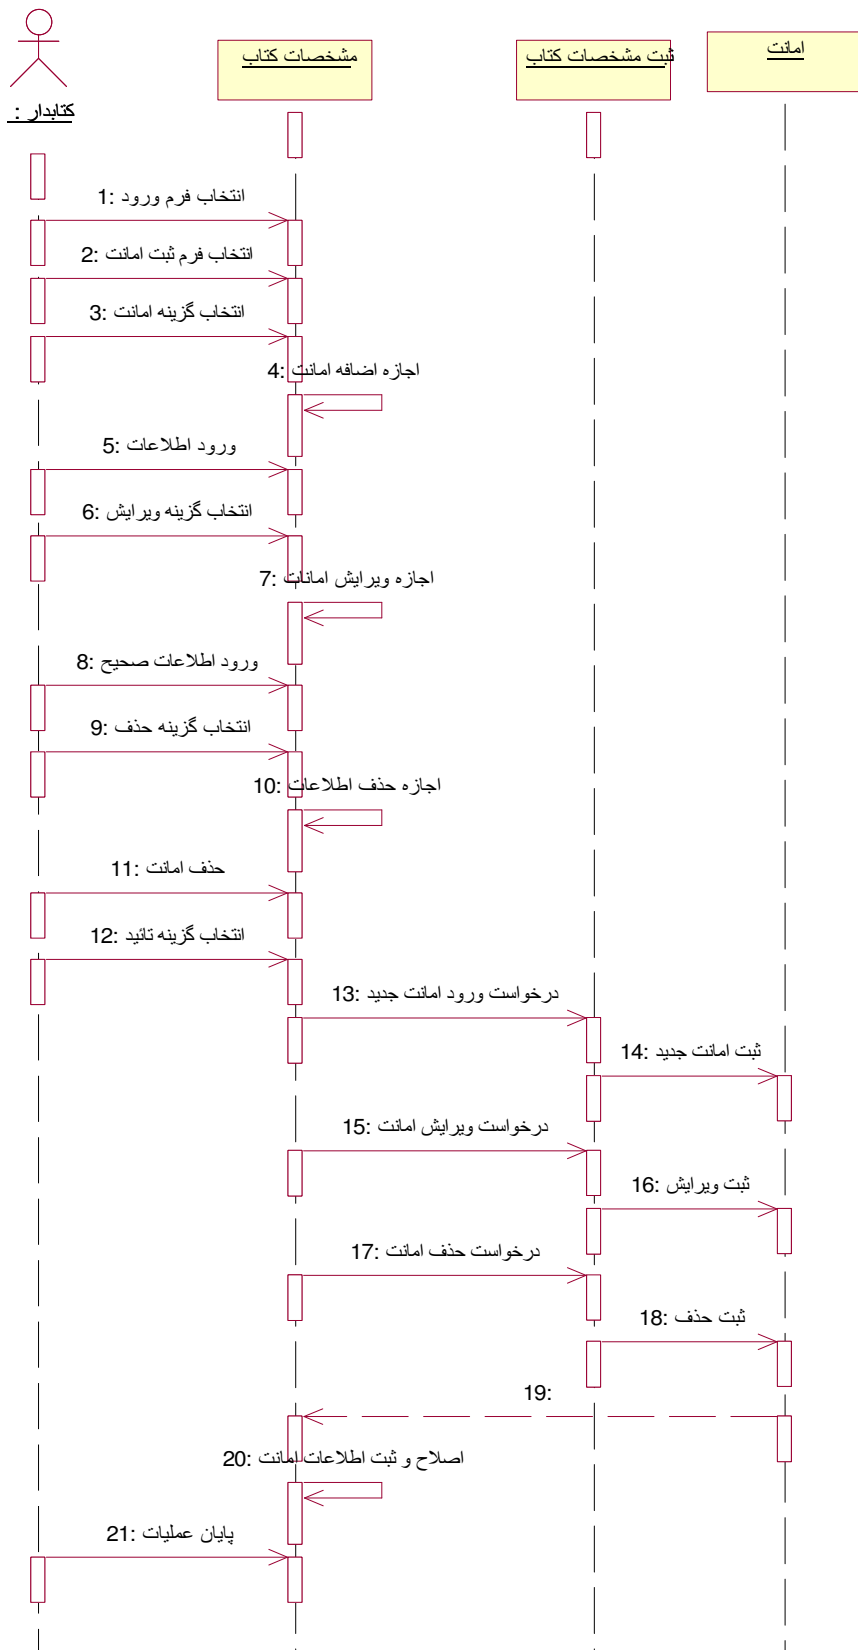 مشخصات کتاب
ثبت مشخصات کتاب
امانت
کتابدار :
1: انتخاب فرم ورود
2: انتخاب فرم ثبت امانت
3: انتخاب گزینه امانت
4: اجازه اضافه امانت
5: ورود اطلاعات
6: انتخاب گزینه ویرایش
7: اجازه ویرایش امانات
8: ورود اطلاعات صحیح
9: انتخاب گزینه حذف
10: اجازه حذف اطلاعات
11: حذف امانت
12: انتخاب گزینه تائید
13: درخواست ورود امانت جدید
14: ثبت امانت جدید
15: درخواست ویرایش امانت
16: ثبت ویرایش
17: درخواست حذف امانت
18: ثبت حذف
19:
20: اصلاح و ثبت اطلاعات امانت
21: پایان عملیات